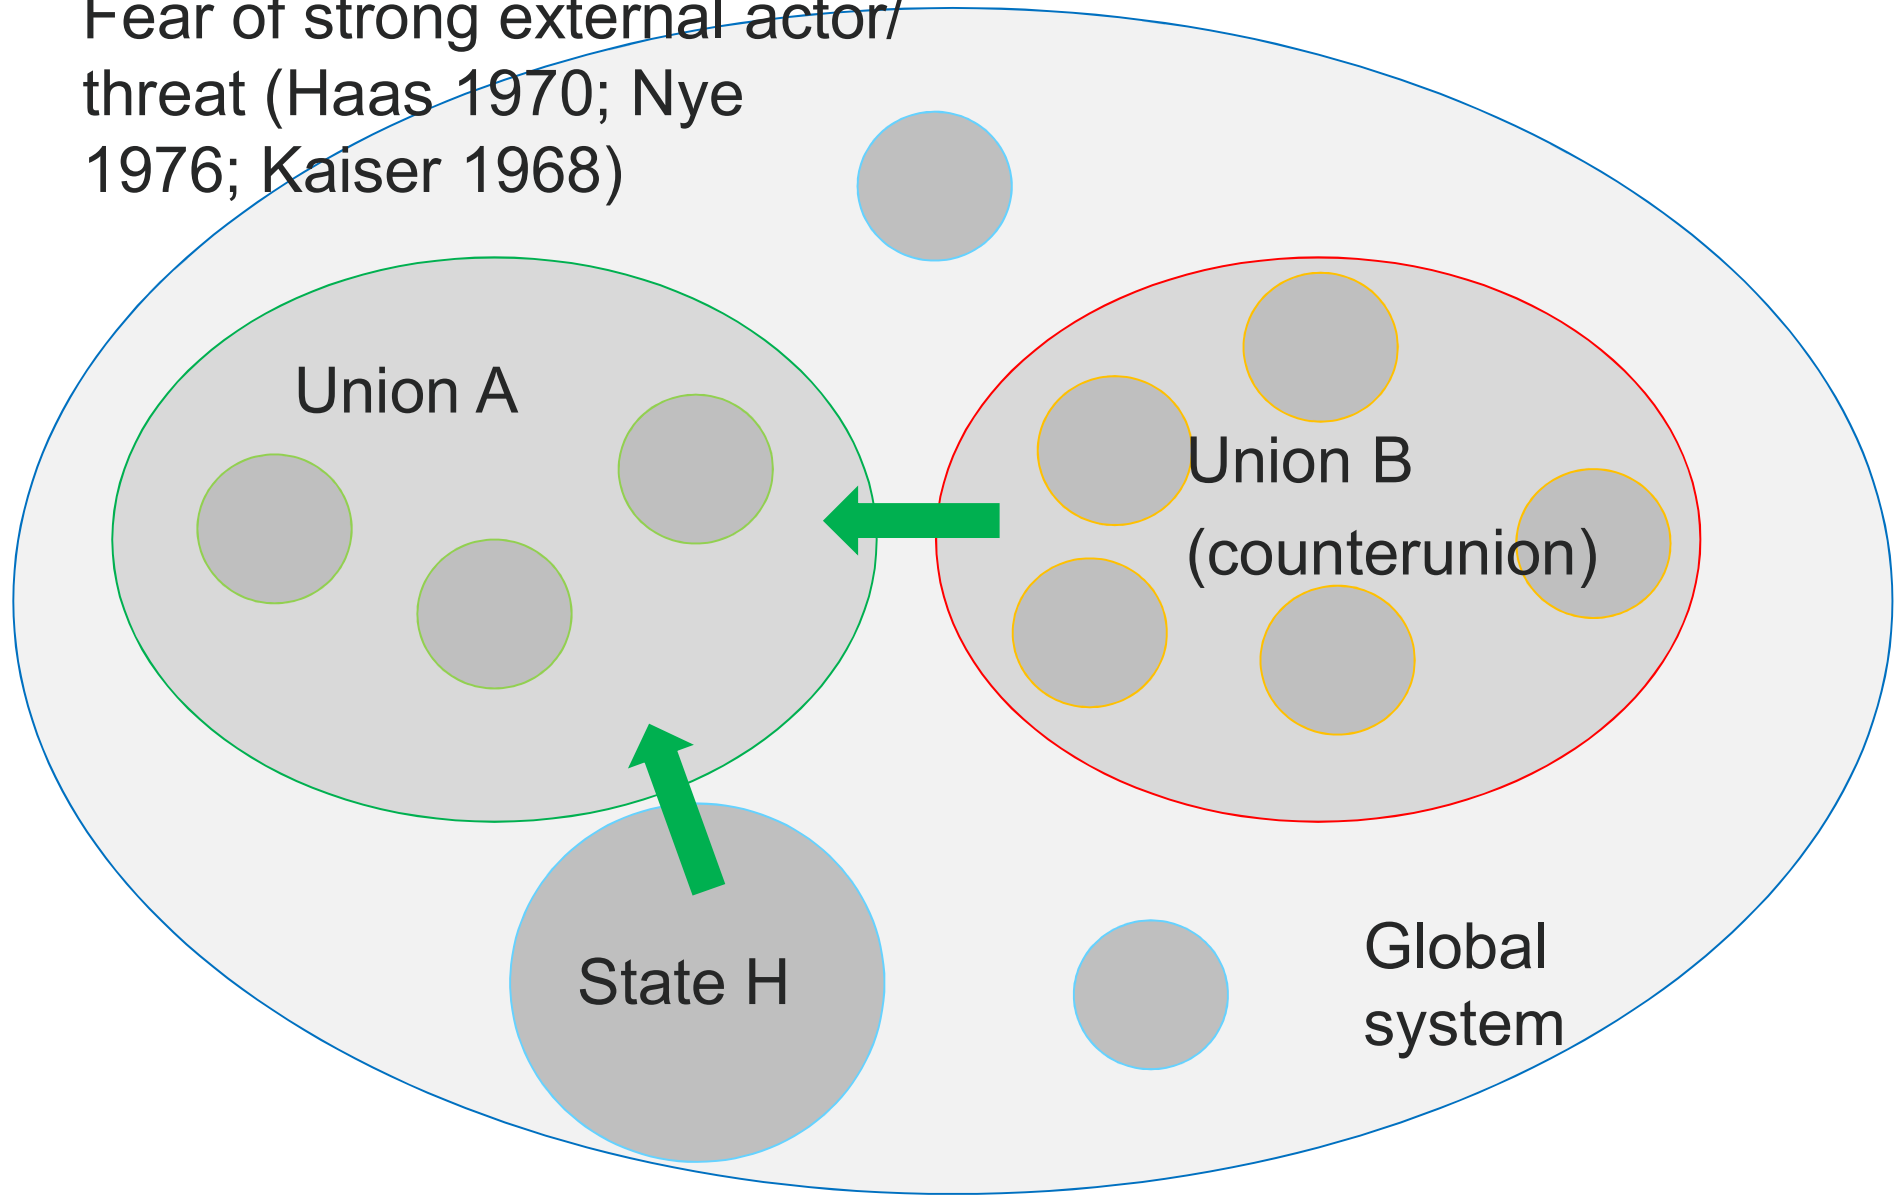 Fear of strong external actor/
threat (Haas 1970; Nye
1976; Kaiser 1968)
Union A
Union B
(counterunion)
State H
Global
system